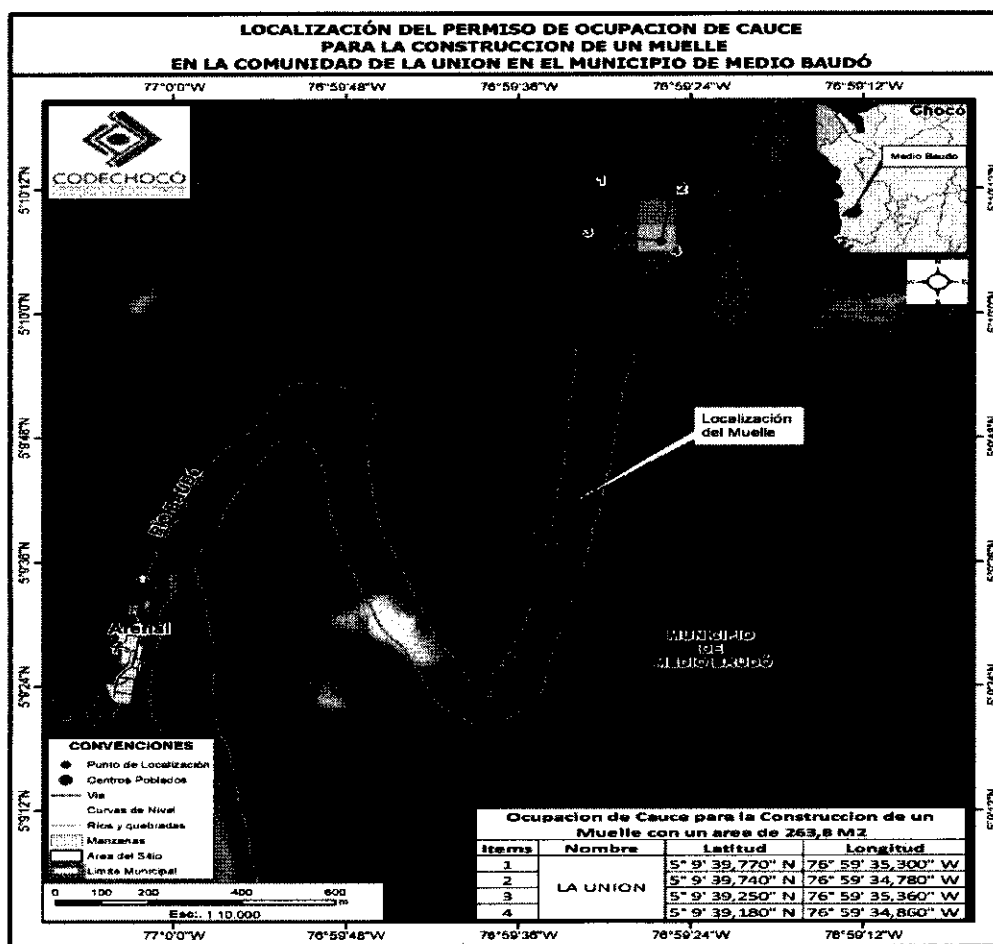 LOCALIZACIÓN DEL PERMISO DE OCUPACION DE CAUCE
PARA LA CONSTRUCCION DE UN MUELLE
EN LA COMUNIDAD DE LA UNION EN EL MUNICIPIO DE MEDIO BAUDÓ
77°0'0"W 76°59'48"W 76°59'36"W 76°59'24"W 76°59'12"W
CODECHOCÓ
Chocó
Medio Baudó
5°10'12"N
1
2
3
4
N
W E
S
5°10'0"N
Localización
del Muelle
5°9'48"N
5°9'36"N
Arenal
MUNICIPIO
DE
MEDIO BAUDÓ
5°9'24"N
CONVENCIONES
Punto de Localización
Centros Poblados
Via
Curvas de Nivel
Rios y quebradas
Manzanas
Area del Sitio
Limite Municipal
5°9'12"N
0 100 200 400 600
m
Esc:. 1:10.000
Ocupacion de Cauce para la Construccion de un
Muelle con un area de 263,8 M2
Items Nombre Latitud Longitud
1 LA UNION 5° 9' 39,770" N 76° 59' 35,300" W
2 5° 9' 39,740" N 76° 59' 34,780" W
3 5° 9' 39,250" N 76° 59' 35,360" W
4 5° 9' 39,180" N 76° 59' 34,860" W
77°0'0"W 76°59'48"W 76°59'36"W 76°59'24"W 76°59'12"W